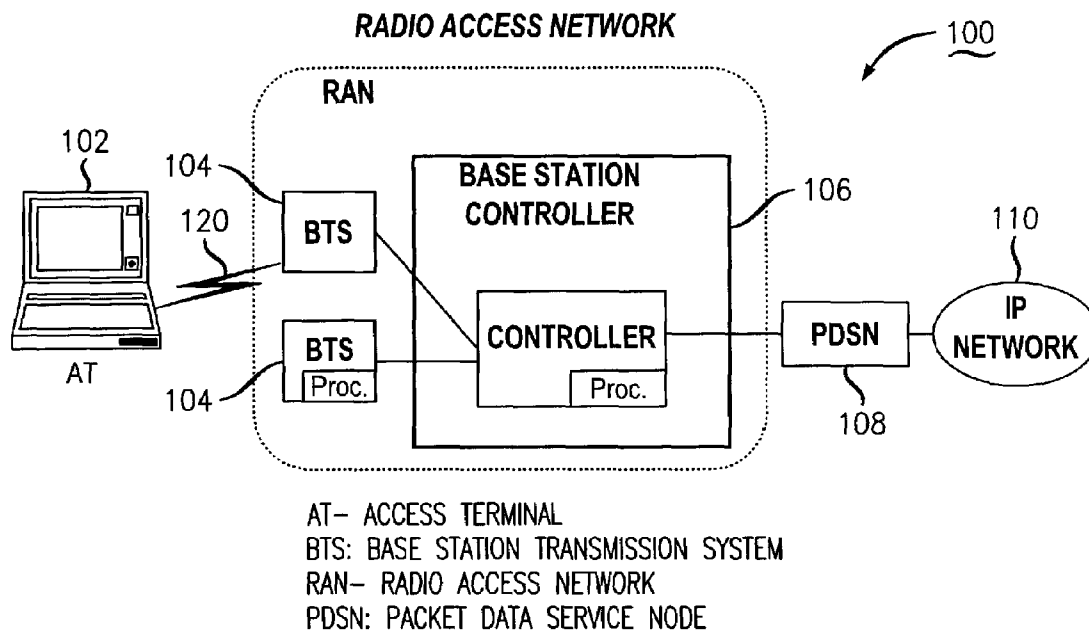 RADIO ACCESS NETWORK
100
RAN
102
104
BASE STATION
CONTROLLER
106
120
BTS
110
IP
NETWORK
CONTROLLER
Proc.
PDSN
BTS
Proc.
AT
104
108
AT- ACCESS TERMINAL
BTS: BASE STATION TRANSMISSION SYSTEM
RAN- RADIO ACCESS NETWORK
PDSN: PACKET DATA SERVICE NODE